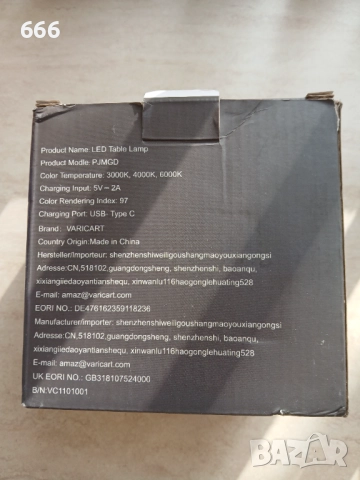 666
Product Name: LED Table Lamp
Product Modle: PJMGD
Color Temperature: 3000K, 4000K, 6000K
Charging Input: 5V⎓2A
Color Rendering Index: 97
Charging Port: USB- Type C
Brand: VARICART
Country Origin:Made in China
Hersteller/Importeur: shenzhenshiweiligoushangmaoyouxiangongsi
Adresse:CN,518102,guangdongsheng, shenzhenshi, baoanqu,
xixiangjiedaoyantianshequ, xinwanlu116haogonglehuating528
E-mail: amaz@varicart.com
EORI NO.: DE476162359118236
Manufacturer/importer: shenzhenshiweiligoushangmaoyouxiangongsi
Adresse:CN,518102,guangdongsheng, shenzhenshi, baoanqu,
xixiangjiedaoyantianshequ, xinwanlu116haogonglehuating528
E-mail: amaz@varicart.com
UK EORI NO.: GB318107524000
B/N:VC1101001
BAZAR
bg